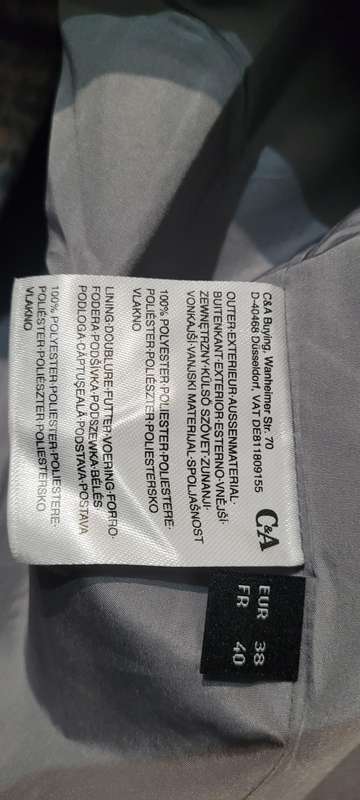 C&A Buying, Wanheimer Str. 70
D-40468 Düsseldorf, VAT DE811809155
C&A
OUTER·EXTERIEUR·AUSSENMATERIAL·
BUITENKANT·EXTERIOR·ESTERNO·VNĚJŠÍ·
ZEWNĘTRZNY·KÜLSŐ SZÖVET·ZUNANJI·
VONKAJŠÍ·VANJSKI MATERIJAL·SPOLJAŠNOST
100% POLYESTER·POLIESTER·POLIESTERE·
POLIÉSTER·POLIÉSZTER·POLIESTERSKO
VLAKNO
LINING·DOUBLURE·FUTTER·VOERING·FORRO·
FODERA·PODŠÍVKA·PODSZEWKA·BÉLÉS
PODLOGA·CĂPTUȘEALĂ·PODSTAVA·POSTAVA
100% POLYESTER·POLIESTER·POLIESTERE·
POLIÉSTER·POLIÉSZTER·POLIESTERSKO
VLAKNO
EUR 38
FR 40